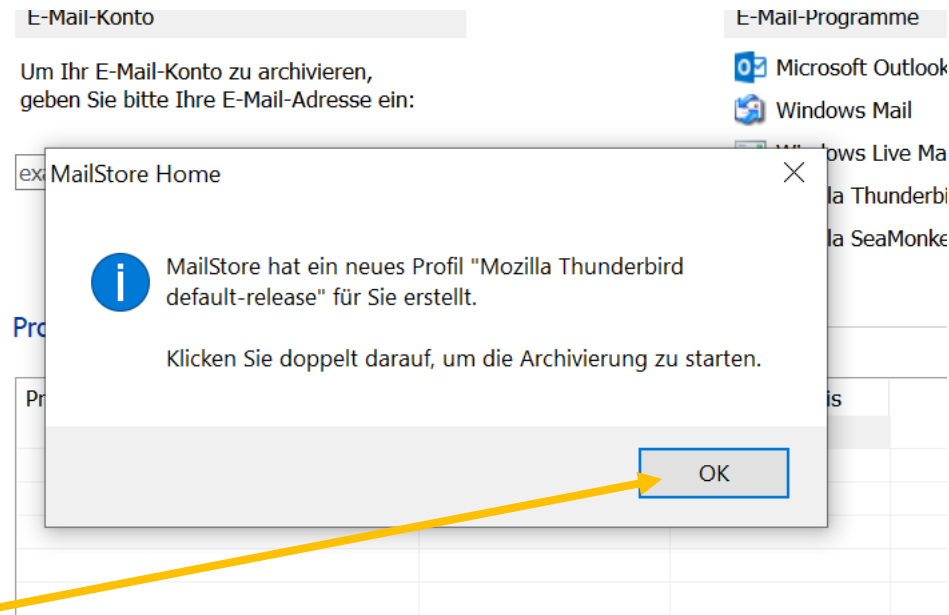 E-Mail-Konto
E-Mail-Programme
Um Ihr E-Mail-Konto zu archivieren,
geben Sie bitte Ihre E-Mail-Adresse ein:
Microsoft Outlook
Windows Mail
Live
MailStore Home
MailStore hat ein neues Profil "Mozilla Thunderbird
default-release" für Sie erstellt.
Klicken Sie doppelt darauf, um die Archivierung zu starten.
OK